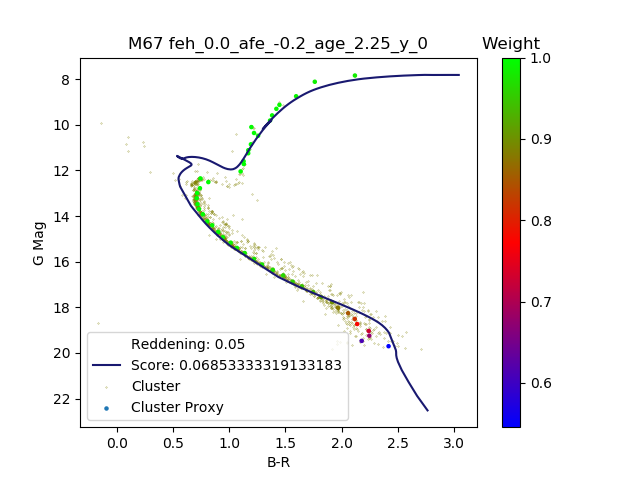 M67 feh_0.0_afe_-0.2_age_2.25_y_0
Weight
8
10
12
14
16
18
20
22
G Mag
0.0
0.5
1.0
1.5
2.0
2.5
3.0
B-R
Reddening: 0.05
Score: 0.06853333319133183
Cluster
Cluster Proxy
1.0
0.9
0.8
0.7
0.6